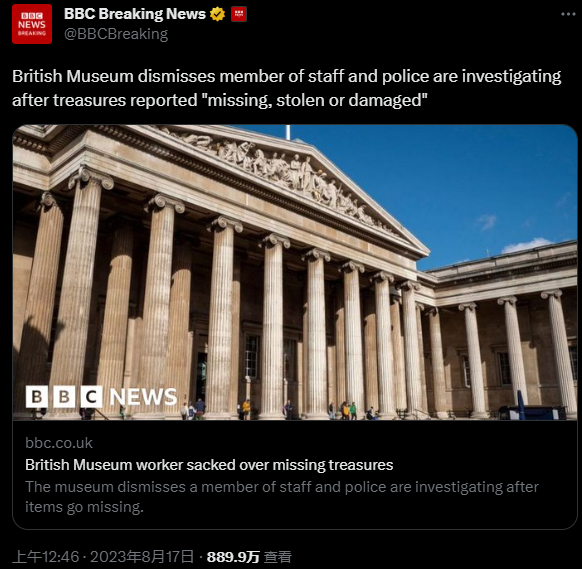 BBC Breaking News
@BBCBreaking
British Museum dismisses member of staff and police are investigating
after treasures reported "missing, stolen or damaged"
BBC NEWS
bbc.co.uk
British Museum worker sacked over missing treasures
The museum dismisses a member of staff and police are investigating after
items go missing.
上午12:46 · 2023年8月17日 · 889.9万 查看